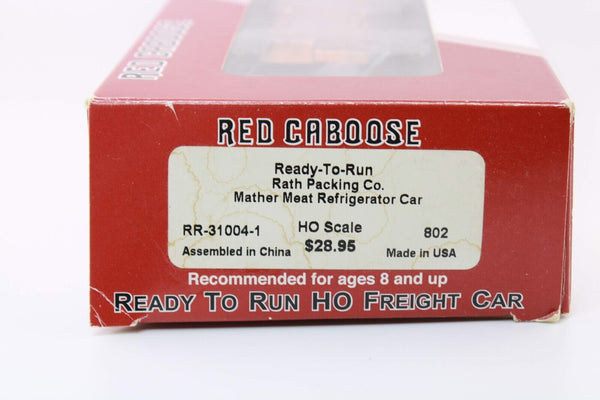 RED CABOOSE
RED CABOOSE
Ready-To-Run
Rath Packing Co.
Mather Meat Refrigerator Car
RR-31004-1 HO Scale 802
Assembled in China $28.95 Made in USA
Recommended for ages 8 and up
READY TO RUN HO FREIGHT CAR